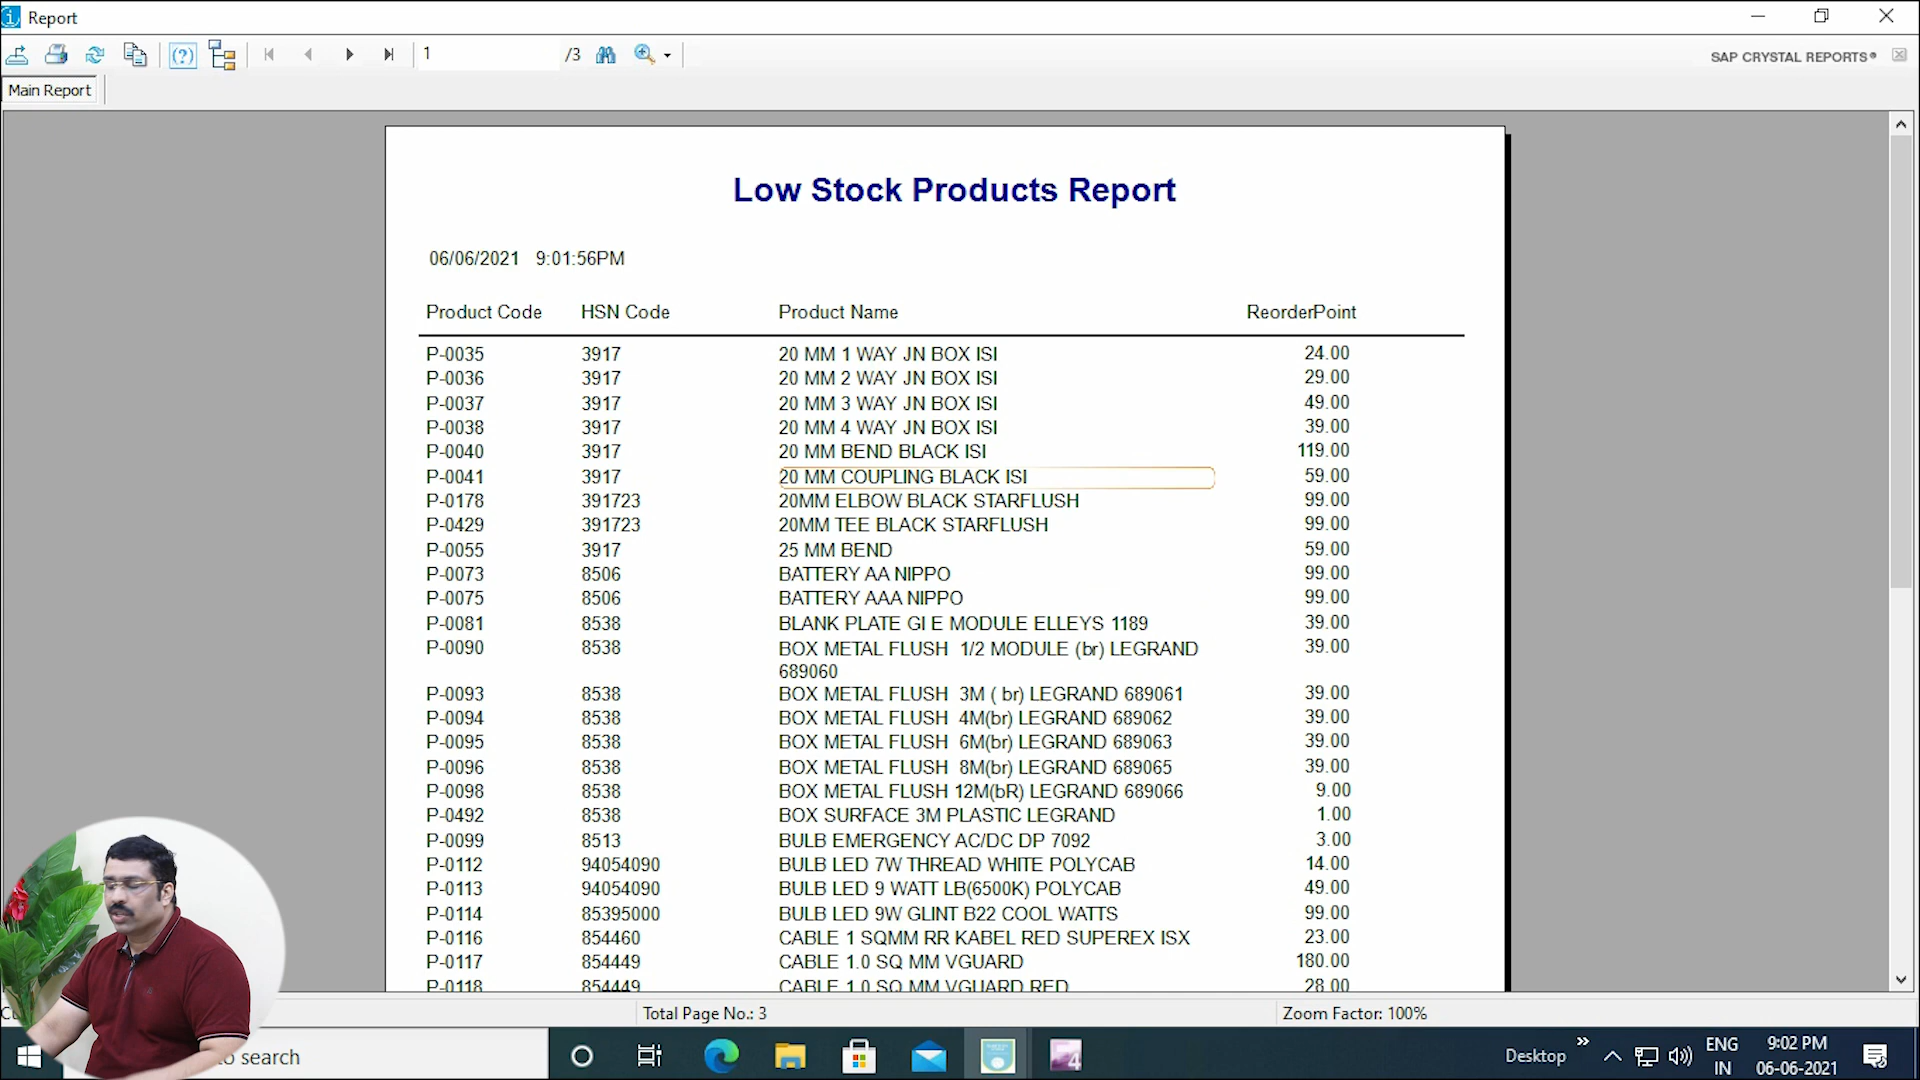 Report
1 /3
SAP CRYSTAL REPORTS®
Main Report
Low Stock Products Report
06/06/2021 9:01:56PM
Product Code HSN Code Product Name ReorderPoint
P-0035 3917 20 MM 1 WAY JN BOX ISI 24.00
P-0036 3917 20 MM 2 WAY JN BOX ISI 29.00
P-0037 3917 20 MM 3 WAY JN BOX ISI 49.00
P-0038 3917 20 MM 4 WAY JN BOX ISI 39.00
P-0040 3917 20 MM BEND BLACK ISI 119.00
P-0041 3917 20 MM COUPLING BLACK ISI 59.00
P-0178 391723 20MM ELBOW BLACK STARFLUSH 99.00
P-0429 391723 20MM TEE BLACK STARFLUSH 99.00
P-0055 3917 25 MM BEND 59.00
P-0073 8506 BATTERY AA NIPPO 99.00
P-0075 8506 BATTERY AAA NIPPO 99.00
P-0081 8538 BLANK PLATE GI E MODULE ELLEYS 1189 39.00
P-0090 8538 BOX METAL FLUSH 1/2 MODULE (br) LEGRAND 39.00
689060
P-0093 8538 BOX METAL FLUSH 3M ( br) LEGRAND 689061 39.00
P-0094 8538 BOX METAL FLUSH 4M(br) LEGRAND 689062 39.00
P-0095 8538 BOX METAL FLUSH 6M(br) LEGRAND 689063 39.00
P-0096 8538 BOX METAL FLUSH 8M(br) LEGRAND 689065 39.00
P-0098 8538 BOX METAL FLUSH 12M(bR) LEGRAND 689066 9.00
P-0492 8538 BOX SURFACE 3M PLASTIC LEGRAND 1.00
P-0099 8513 BULB EMERGENCY AC/DC DP 7092 3.00
P-0112 94054090 BULB LED 7W THREAD WHITE POLYCAB 14.00
P-0113 94054090 BULB LED 9 WATT LB(6500K) POLYCAB 49.00
P-0114 85395000 BULB LED 9W GLINT B22 COOL WATTS 99.00
P-0116 854460 CABLE 1 SQMM RR KABEL RED SUPEREX ISX 23.00
P-0117 854449 CABLE 1.0 SQ MM VGUARD 180.00
P-0118 854449 CABLE 1.0 SQ MM VGUARD RED 28.00
Total Page No.: 3 Zoom Factor: 100%
to search
Desktop
ENG
IN
9:02 PM
06-06-2021